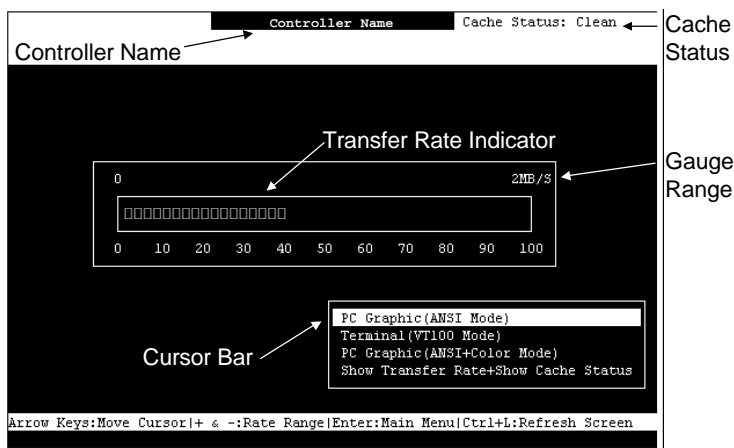 Controller Name
Cache Status: Clean
Cache
Status
Controller Name
Transfer Rate Indicator
Gauge
Range
0 2MB/S
0 10 20 30 40 50 60 70 80 90 100
PC Graphic(ANSI Mode)
Terminal(VT100 Mode)
PC Graphic(ANSI+Color Mode)
Show Transfer Rate+Show Cache Status
Cursor Bar
Arrow Keys:Move Cursor|+ & -:Rate Range|Enter:Main Menu|Ctrl+L:Refresh Screen